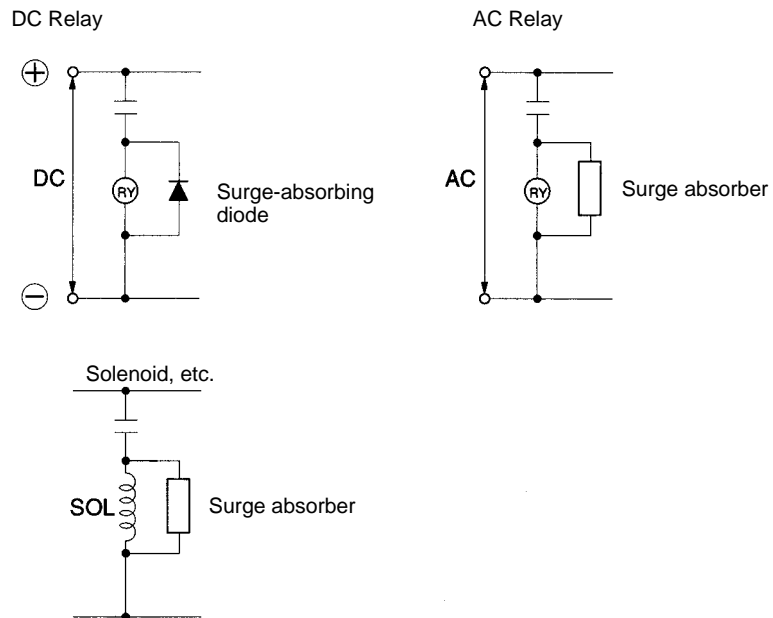 DC Relay
AC Relay
+
DC
RY
Surge-absorbing
diode
−
AC
RY
Surge absorber
Solenoid, etc.
SOL
Surge absorber